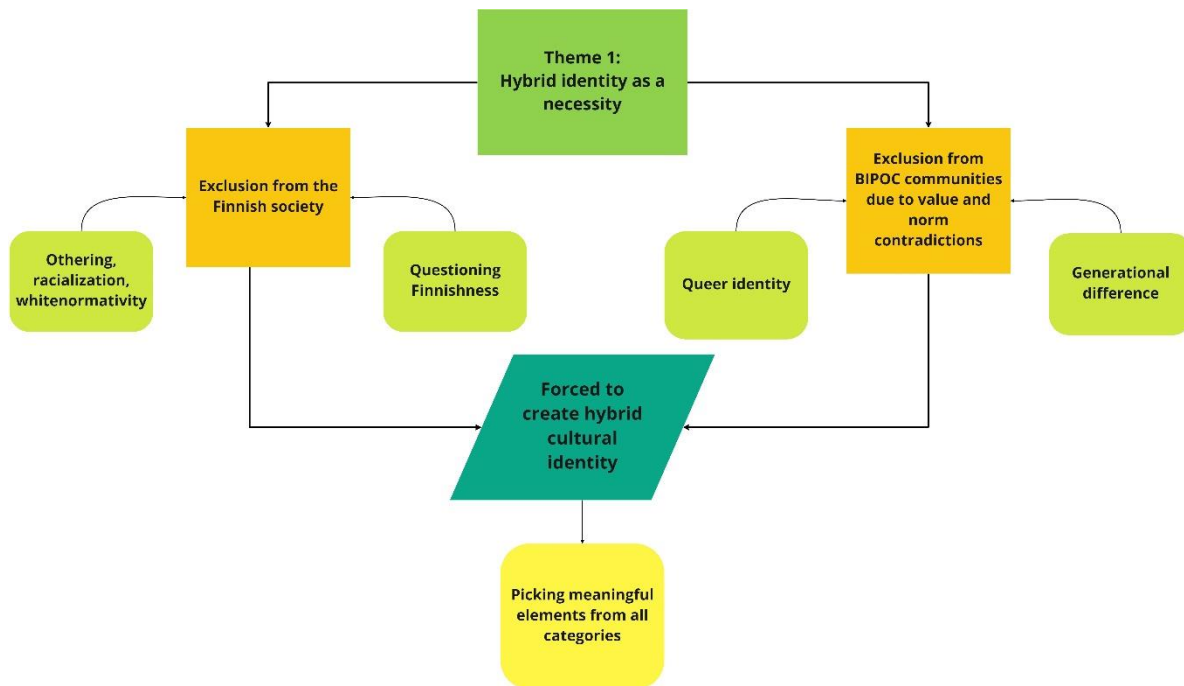 Theme 1:
Hybrid identity as a
necessity
Exclusion from the
Finnish society
Exclusion from
BIPOC communities
due to value and
norm
contradictions
Othering,
racialization,
whitenormativity
Questioning
Finnishness
Queer identity
Generational
difference
Forced to
create hybrid
cultural
identity
Picking meaningful
elements from all
categories